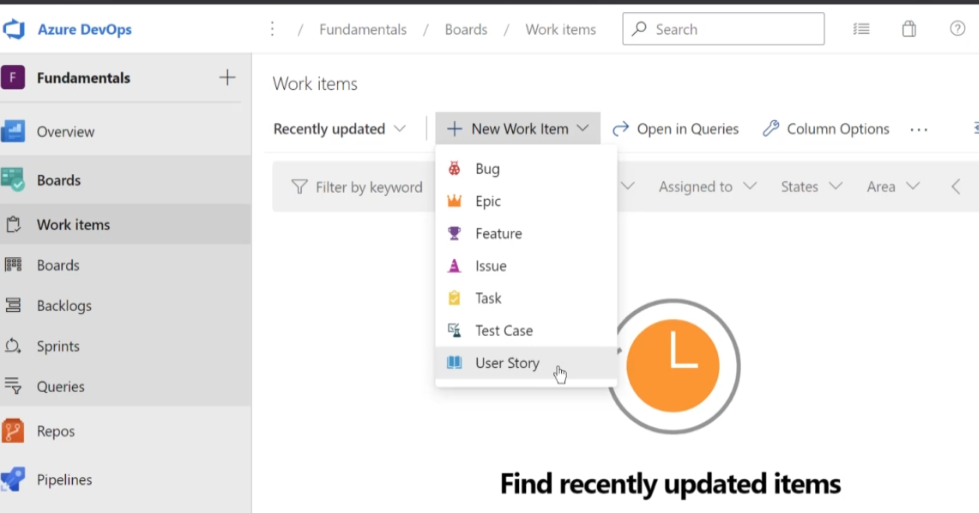 Azure DevOps
/ Fundamentals / Boards / Work items
Search
F Fundamentals
Work items
Overview
Recently updated
New Work Item
Open in Queries
Column Options
Boards
Filter by keyword
Assigned to
States
Area
Work items
Boards
Backlogs
Sprints
Queries
Repos
Pipelines
Bug
Epic
Feature
Issue
Task
Test Case
User Story
Find recently updated items